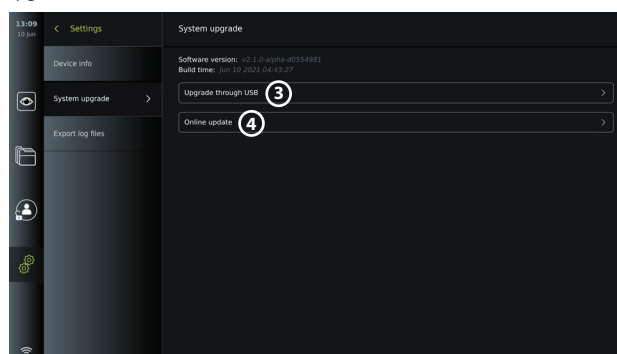 13:09
10 Jun
Settings
System upgrade
Device info
Software version: v2.1.0-alpha-d0554981
Build time: Jun 10 2021 04:43:27
System upgrade
Upgrade through USB 3
Online update 4
Export log files